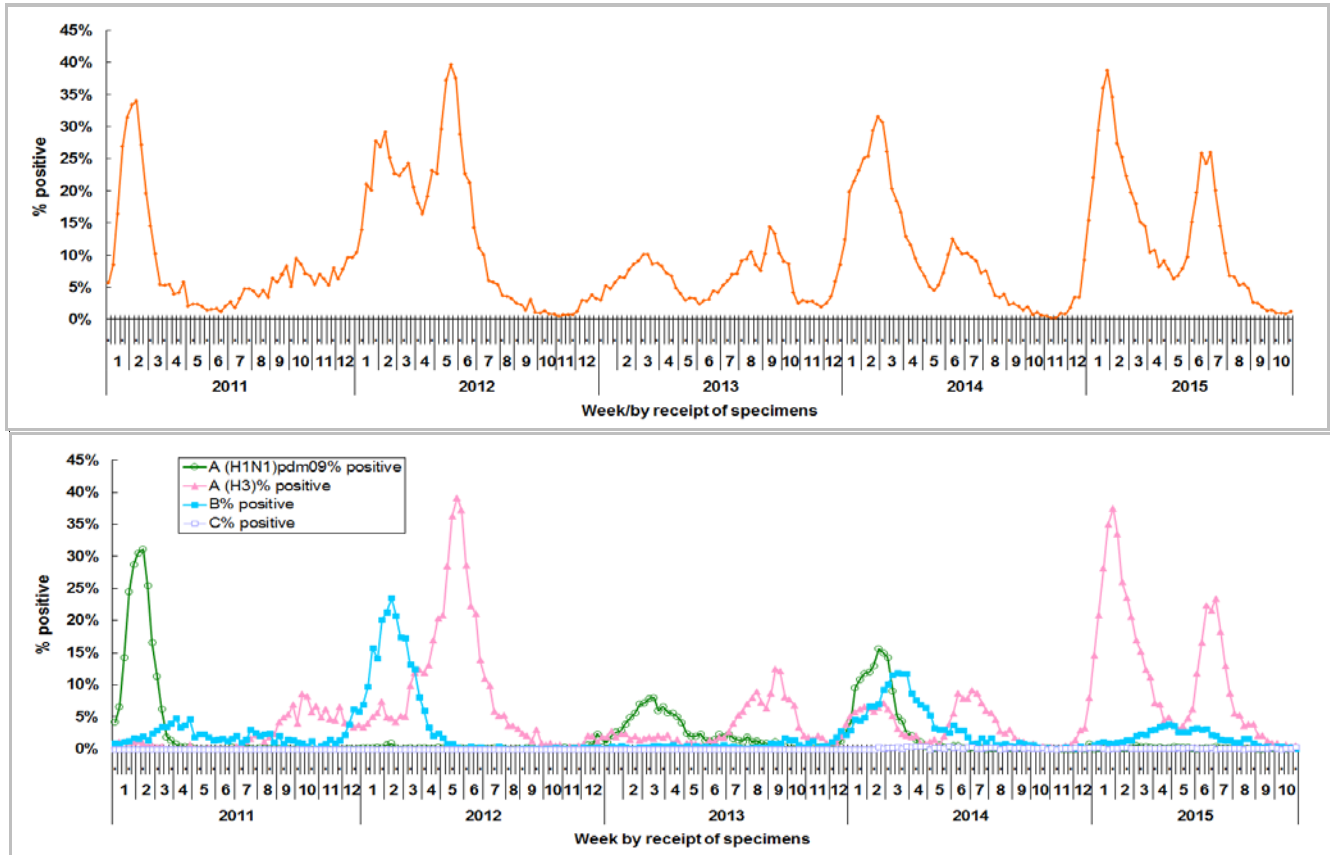 45%
40%
35%
30%
25%
20%
15%
10%
5%
0%
% positive
1 2 3 4 5 6 7 8 9 10 11 12 1 2 3 4 5 6 7 8 9 10 11 12 2 3 4 5 6 7 8 9 10 11 12 1 2 3 4 5 6 7 8 9 10 11 12 1 2 3 4 5 6 7 8 9 10
2011 2012 2013 2014 2015
Week/by receipt of specimens
45%
40%
35%
30%
25%
20%
15%
10%
5%
0%
% positive
A (H1N1)pdm09% positive
A (H3)% positive
B% positive
C% positive
1 2 3 4 5 6 7 8 9 10 11 12 1 2 3 4 5 6 7 8 9 10 11 12 2 3 4 5 6 7 8 9 10 11 12 1 2 3 4 5 6 7 8 9 10 11 12 1 2 3 4 5 6 7 8 9 10
2011 2012 2013 2014 2015
Week by receipt of specimens